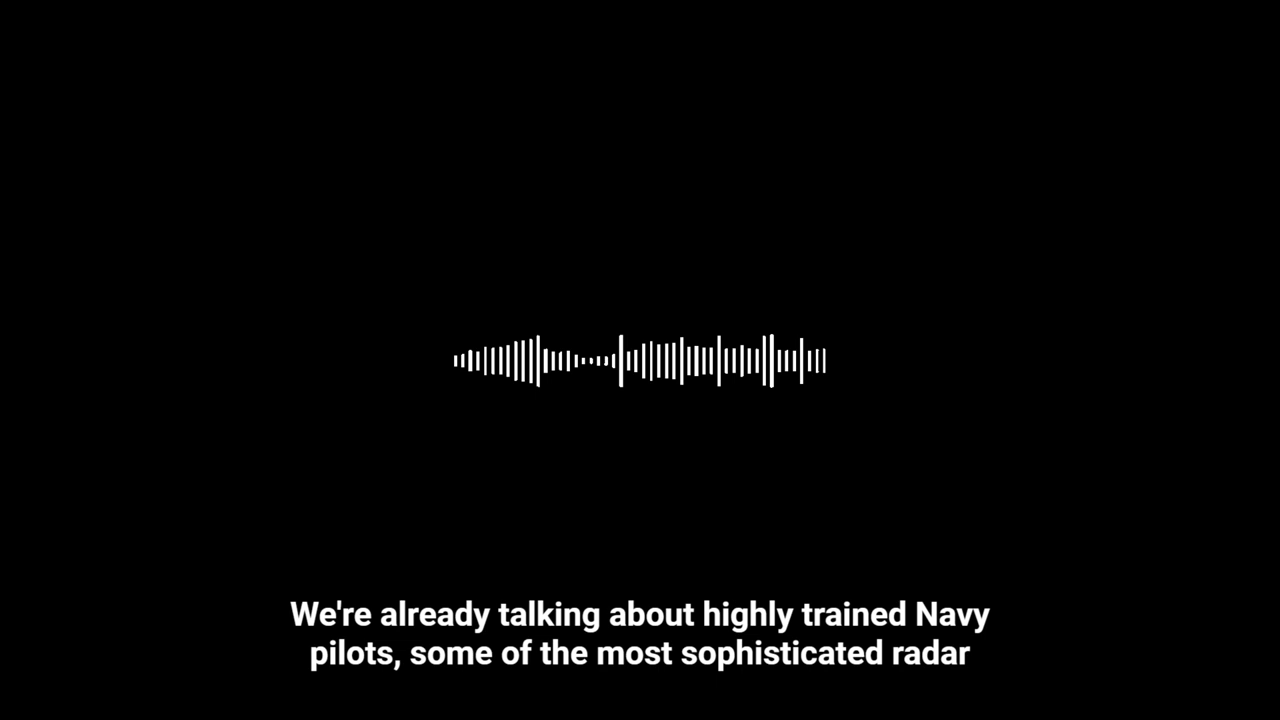 We're already talking about highly trained Navy
pilots, some of the most sophisticated radar